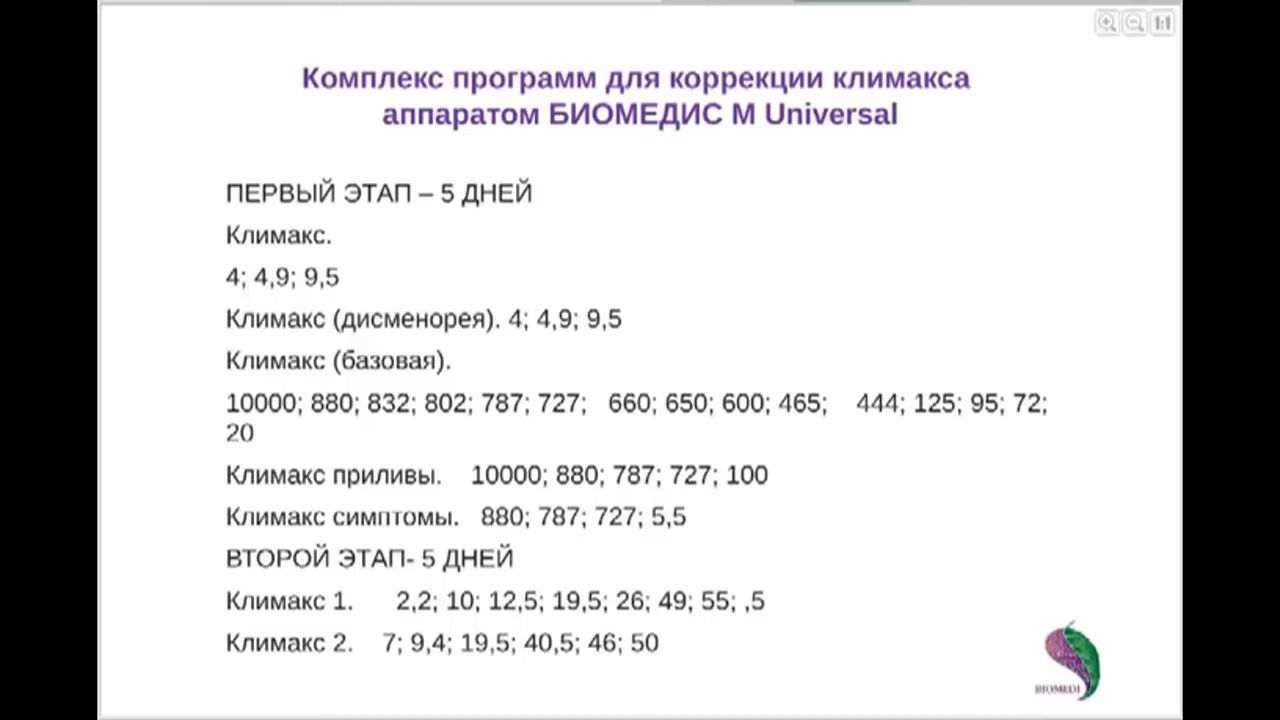 1:1
Комплекс программ для коррекции климакса
аппаратом БИОМЕДИС М Universal
ПЕРВЫЙ ЭТАП – 5 ДНЕЙ
Климакс.
4; 4,9; 9,5
Климакс (дисменорея). 4; 4,9; 9,5
Климакс (базовая).
10000; 880; 832; 802; 787; 727; 660; 650; 600; 465; 444; 125; 95; 72;
20
Климакс приливы. 10000; 880; 787; 727; 100
Климакс симптомы. 880; 787; 727; 5,5
ВТОРОЙ ЭТАП- 5 ДНЕЙ
Климакс 1. 2,2; 10; 12,5; 19,5; 26; 49; 55; ,5
Климакс 2. 7; 9,4; 19,5; 40,5; 46; 50
BIOMEDI